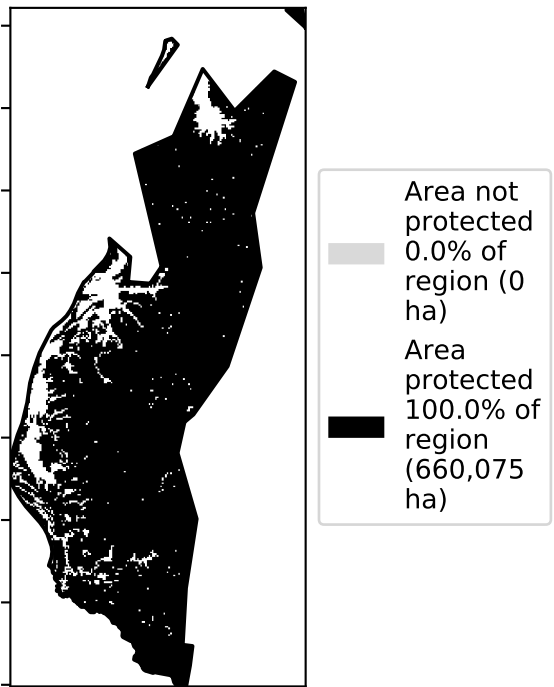 Area not
protected
0.0% of
region (0
ha)
Area
protected
100.0% of
region
(660,075
ha)